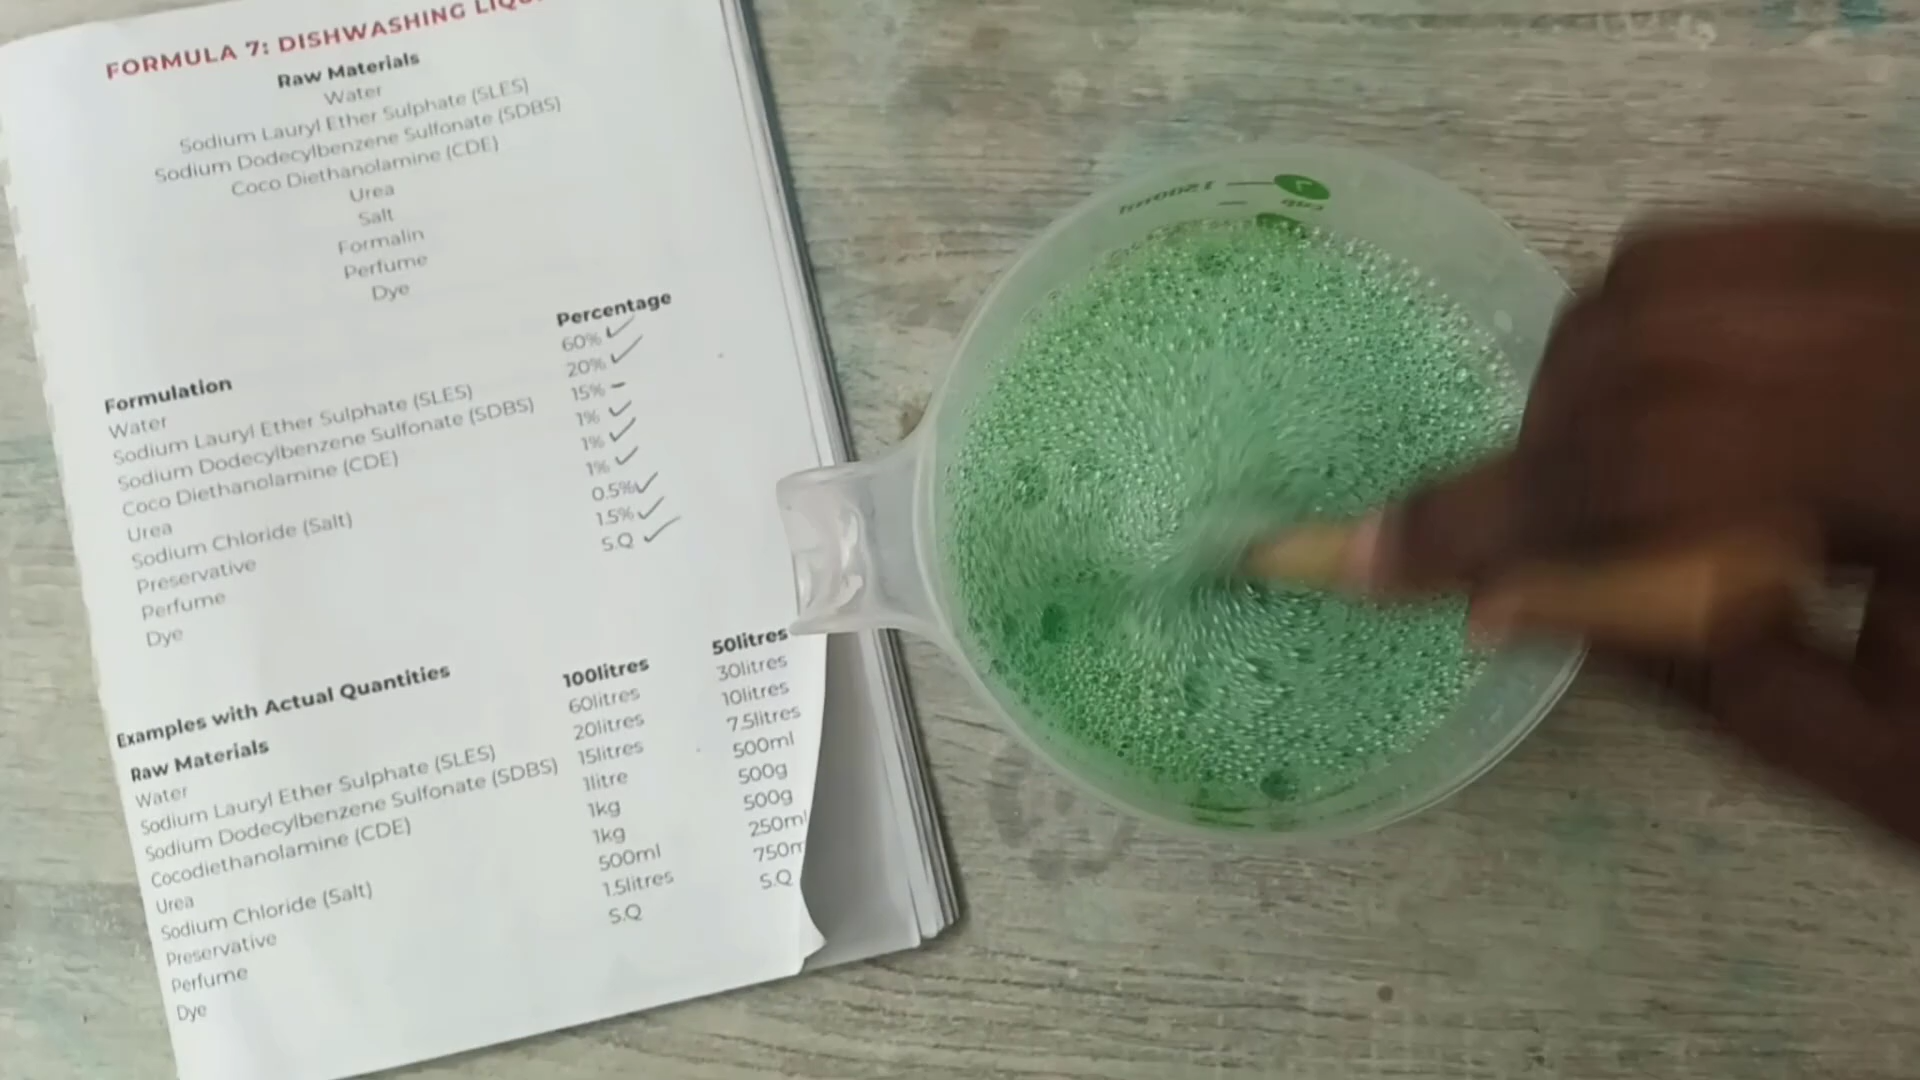 FORMULA 7: DISHWASHING
Raw Materials
Water
Sodium Lauryl Ether Sulphate (SLES)
Sodium Dodecylbenzene Sulfonate (SDBS)
Coco Diethanolamine (CDE)
Urea
Salt
Formalin
Perfume
Dye
Formulation Percentage
Water 60% ✓
Sodium Lauryl Ether Sulphate (SLES) 20% ✓
Sodium Dodecylbenzene Sulfonate (SDBS) 15% –
Coco Diethanolamine (CDE) 1% ✓
Urea 1% ✓
Sodium Chloride (Salt) 1% ✓
Preservative 0.5% ✓
Perfume 1.5% ✓
Dye S.Q ✓
Examples with Actual Quantities
Raw Materials 100litres 50litres
Water 60litres 30litres
Sodium Lauryl Ether Sulphate (SLES) 20litres 10litres
Sodium Dodecylbenzene Sulfonate (SDBS) 15litres 7.5litres
Cocodiethanolamine (CDE) 1litre 500ml
Urea 1kg 500g
Sodium Chloride (Salt) 1kg 500g
Preservative 500ml 250ml
Perfume 1.5litres 750m
Dye S.Q S.Q
cup